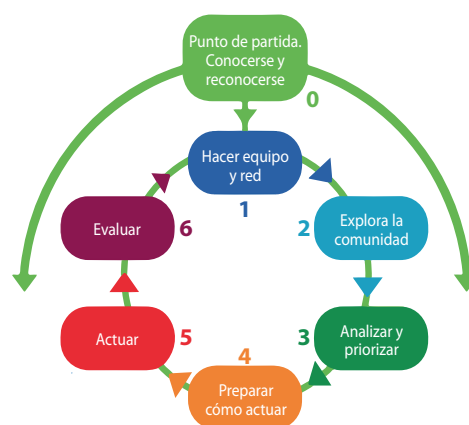 Punto de partida.
Conocerse y
reconocerse
0
Hacer equipo
y red
1
2
Explora la
comunidad
3
Analizar y
priorizar
4
Preparar
cómo actuar
5
Actuar
6
Evaluar